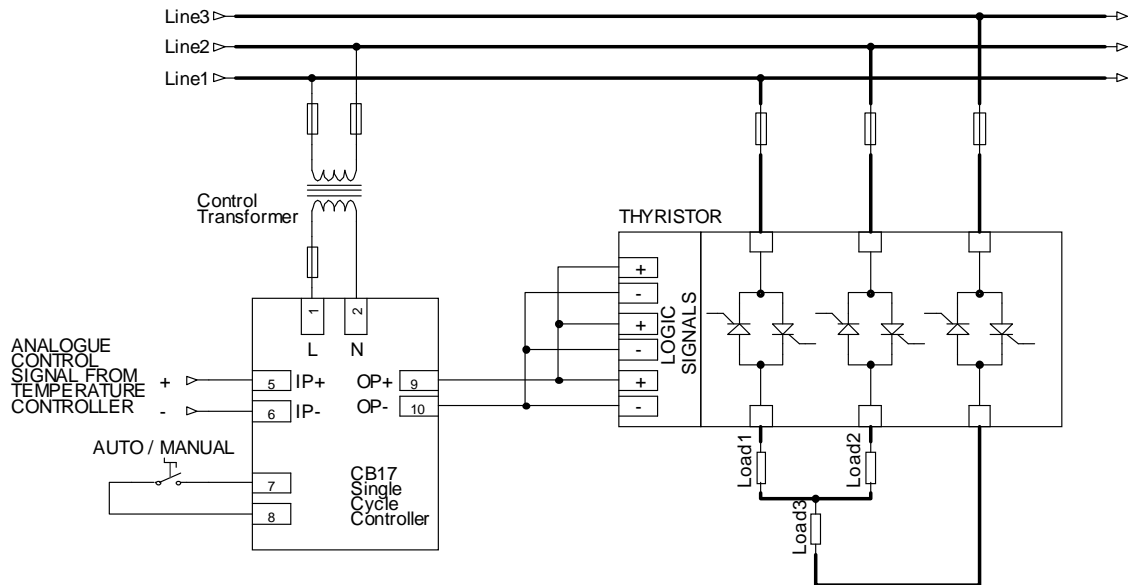 Line3
Line2
Line1
Control
Transformer
THYRISTOR
+
-
+
-
+
-
LOGIC
SIGNALS
1
2
L
N
ANALOGUE
CONTROL
SIGNAL FROM
TEMPERATURE
CONTROLLER
+
-
5
IP+
6
IP-
OP+
9
OP-
10
AUTO / MANUAL
7
8
CB17
Single
Cycle
Controller
Load1
Load2
Load3